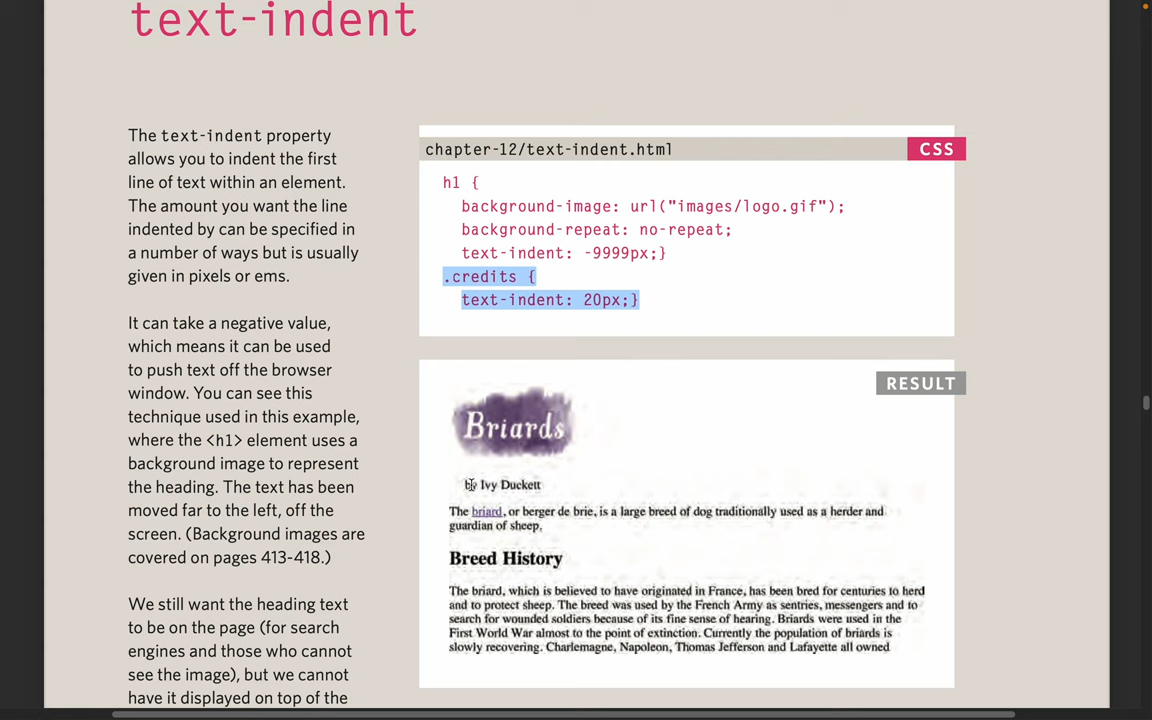 text-indent
The text-indent property
allows you to indent the first
line of text within an element.
The amount you want the line
indented by can be specified in
a number of ways but is usually
given in pixels or ems.
It can take a negative value,
which means it can be used
to push text off the browser
window. You can see this
technique used in this example,
where the <h1> element uses a
background image to represent
the heading. The text has been
moved far to the left, off the
screen. (Background images are
covered on pages 413-418.)
We still want the heading text
to be on the page (for search
engines and those who cannot
see the image), but we cannot
have it displayed on top of the
chapter-12/text-indent.html
CSS
h1 {
background-image: url("images/logo.gif");
background-repeat: no-repeat;
text-indent: -9999px;}
.credits {
text-indent: 20px;}
RESULT
Briards
by Ivy Duckett
The briard, or berger de brie, is a large breed of dog traditionally used as a herder and
guardian of sheep.
Breed History
The briard, which is believed to have originated in France, has been bred for centuries to herd
and to protect sheep. The breed was used by the French Army as sentries, messengers and to
search for wounded soldiers because of its fine sense of hearing. Briards were used in the
First World War almost to the point of extinction. Currently the population of briards is
slowly recovering. Charlemagne, Napoleon, Thomas Jefferson and Lafayette all owned